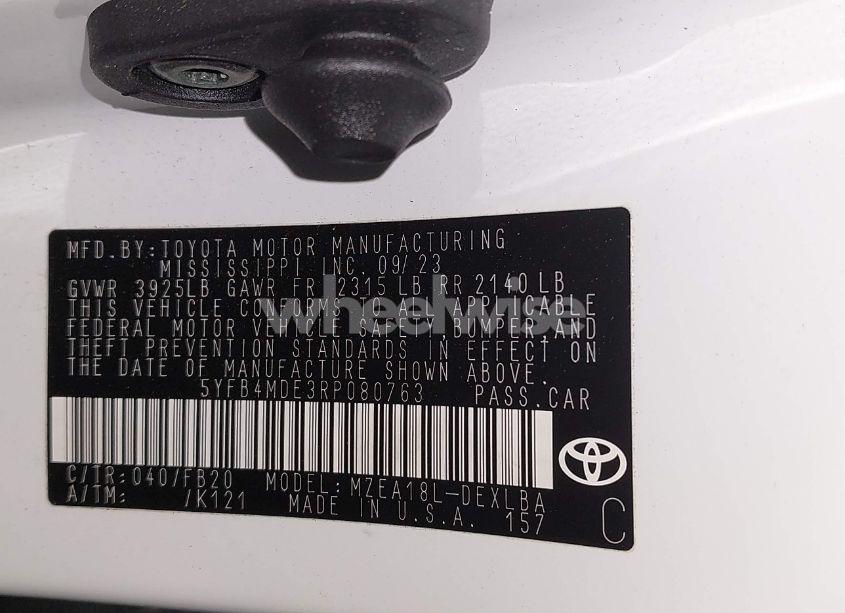 MFD. BY: TOYOTA MOTOR MANUFACTURING
MISSISSIPPI INC. 09/23
GVWR 3925LB GAWR FR 2315 LB RR 2140 LB
THIS VEHICLE CONFORMS TO ALL APPLICABLE
FEDERAL MOTOR VEHICLE SAFETY, BUMPER, AND
THEFT PREVENTION STANDARDS IN EFFECT ON
THE DATE OF MANUFACTURE SHOWN ABOVE.
5YFB4MDE3RP080763 PASS. CAR
C/TR: 040/FB20 MODEL: MZEA18L-DEXLBA
A/TM: /K121 MADE IN U.S.A. 157 C
wheelwise